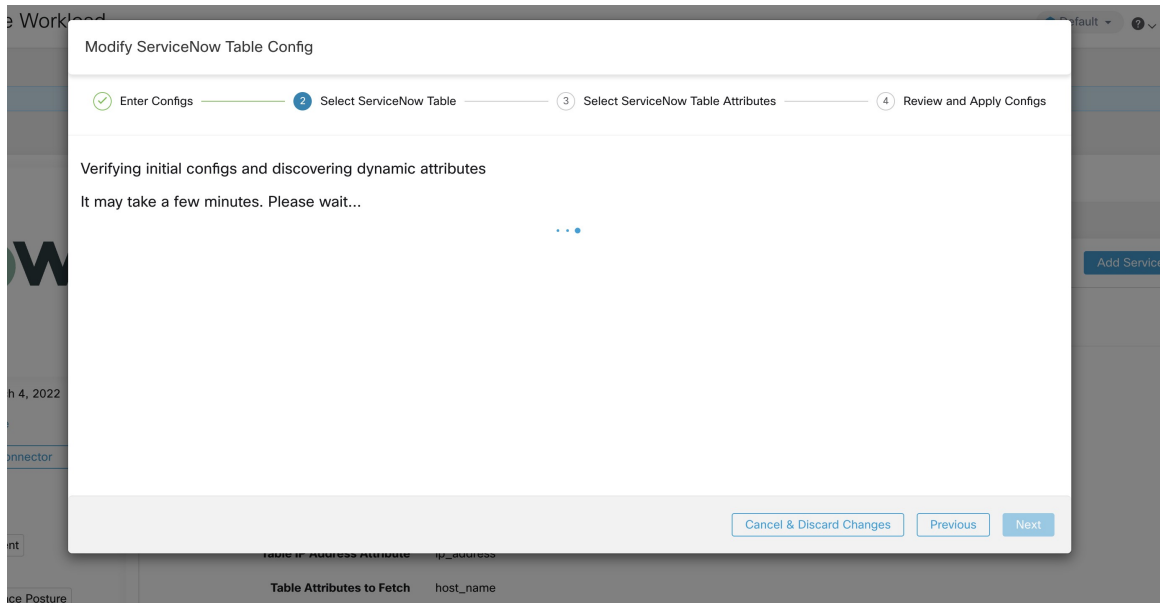 e Workload
Default
Modify ServiceNow Table Config
Enter Configs
2 Select ServiceNow Table
3 Select ServiceNow Table Attributes
4 Review and Apply Configs
Verifying initial configs and discovering dynamic attributes
It may take a few minutes. Please wait...
ow
Add Service
h 4, 2022
onnector
Cancel & Discard Changes
Previous
Next
ent
Table IP Address Attribute ip_address
Table Attributes to Fetch host_name
nce Posture